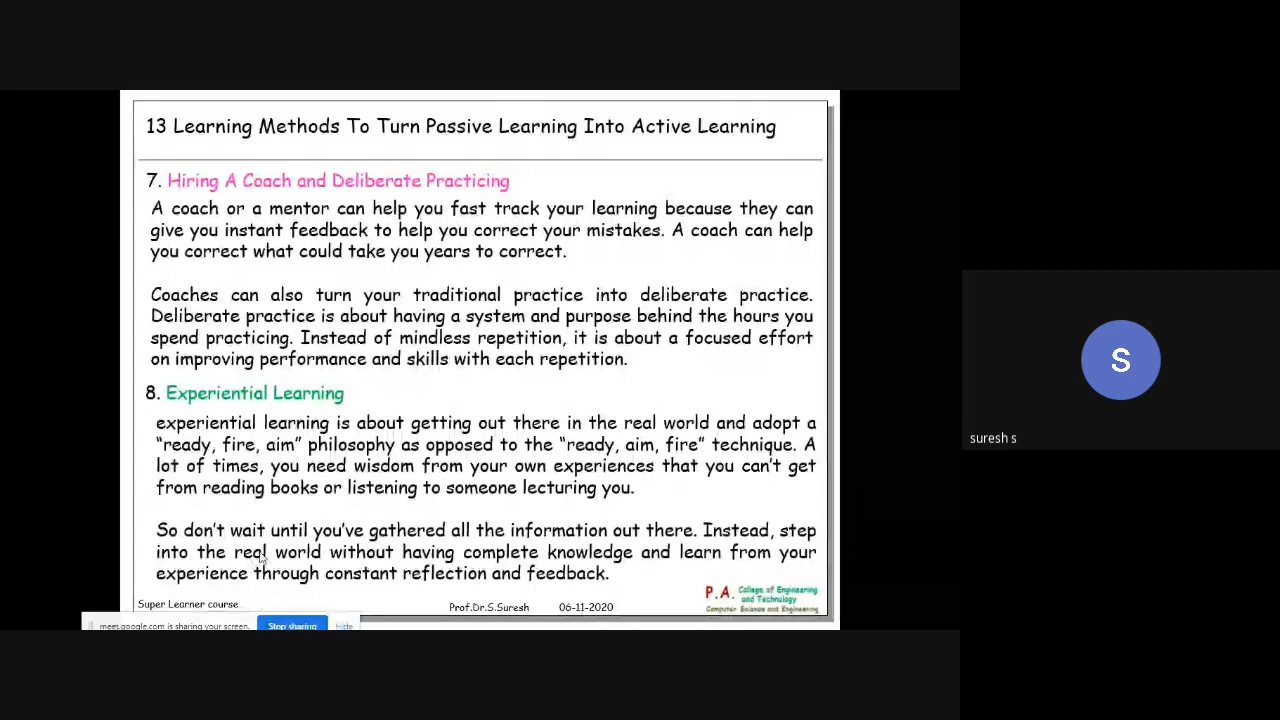 13 Learning Methods To Turn Passive Learning Into Active Learning
7. Hiring A Coach and Deliberate Practicing
A coach or a mentor can help you fast track your learning because they can
give you instant feedback to help you correct your mistakes. A coach can help
you correct what could take you years to correct.
Coaches can also turn your traditional practice into deliberate practice.
Deliberate practice is about having a system and purpose behind the hours you
spend practicing. Instead of mindless repetition, it is about a focused effort
on improving performance and skills with each repetition.
8. Experiential Learning
experiential learning is about getting out there in the real world and adopt a
“ready, fire, aim” philosophy as opposed to the “ready, aim, fire” technique. A
lot of times, you need wisdom from your own experiences that you can’t get
from reading books or listening to someone lecturing you.
So don’t wait until you’ve gathered all the information out there. Instead, step
into the real world without having complete knowledge and learn from your
experience through constant reflection and feedback.
Super Learner course
Prof.Dr.S.Suresh 06-11-2020
P.A. College of Engineering
and Technology
Computer Science and Engineering
meet.google.com is sharing your screen. Stop sharing Hide
S
suresh s